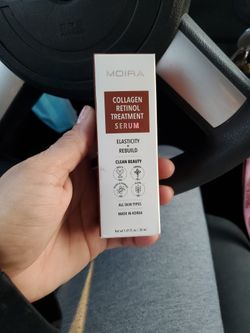 MOIRA
COLLAGEN
RETINOL
TREATMENT
SERUM
ELASTICITY
+
REBUILD
CLEAN BEAUTY
ALL SKIN TYPES
MADE IN KOREA